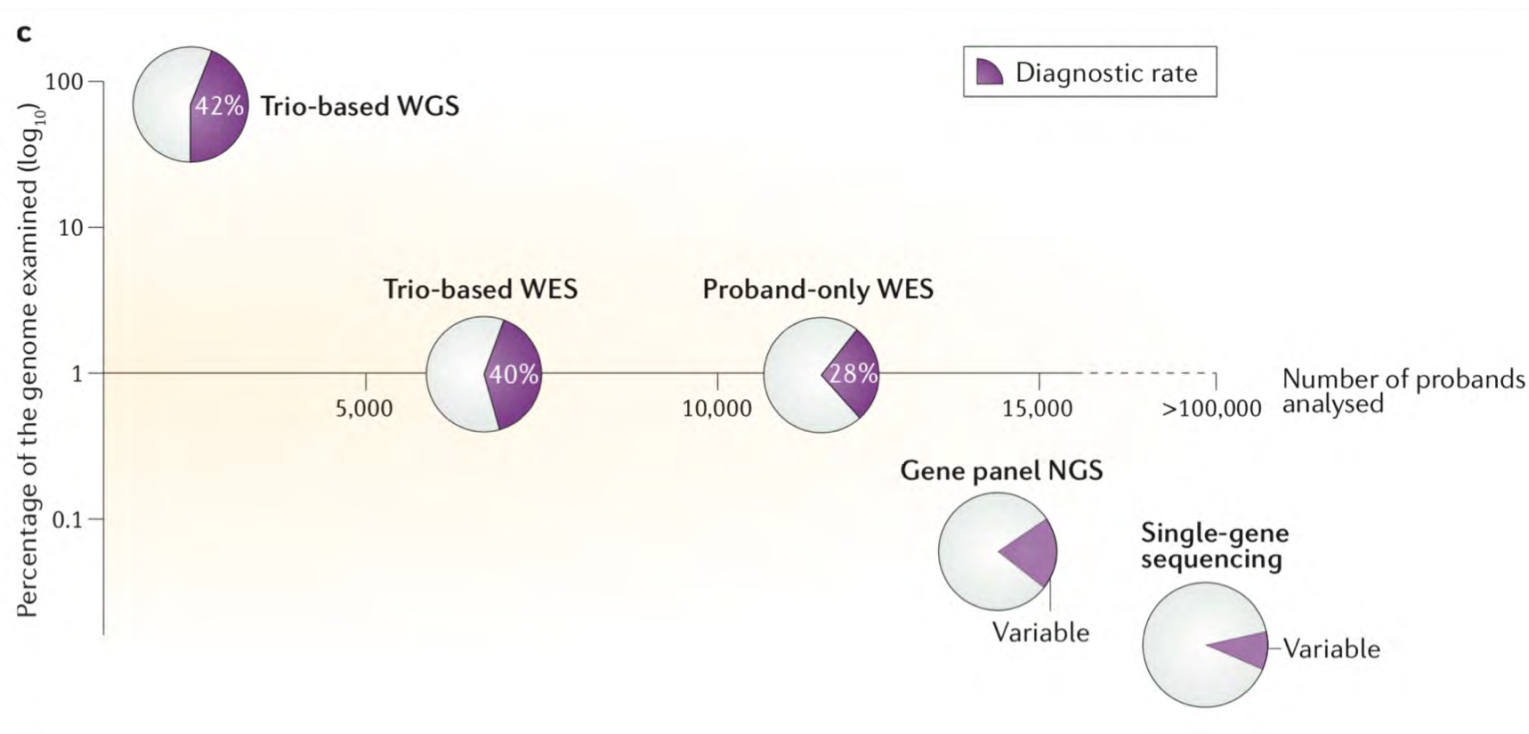 c
Diagnostic rate
100
42%
Trio-based WGS
Percentage of the genome examined (log10)
10
Trio-based WES
Proband-only WES
1
40%
28%
5,000
10,000
15,000
>100,000
Number of probands
analysed
Gene panel NGS
0.1
Single-gene
sequencing
Variable
Variable